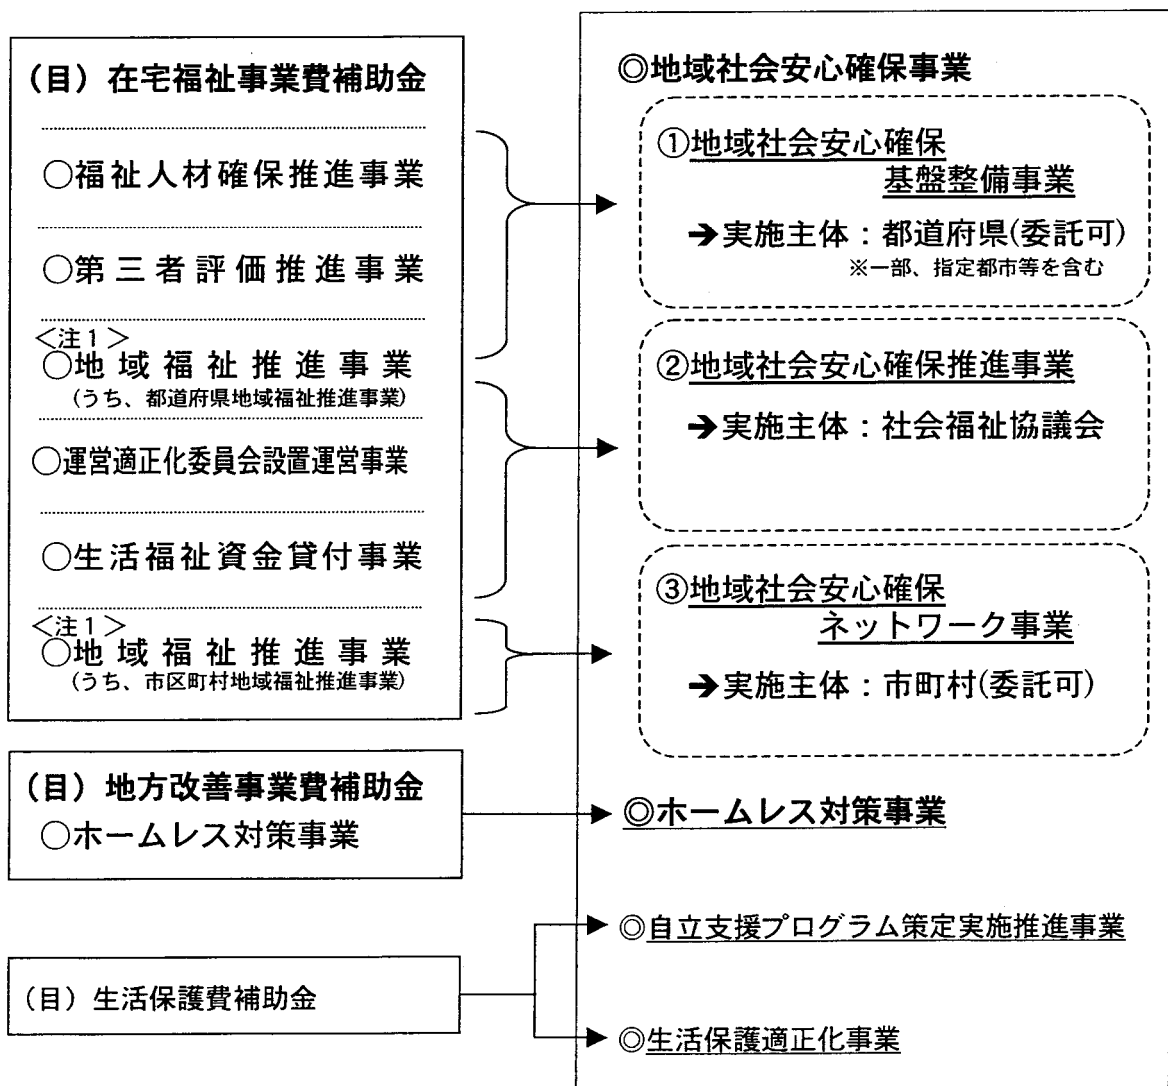 (目)在宅福祉事業費補助金
○福祉人材確保推進事業
○第三者評価推進事業
<注1>
○地域福祉推進事業
(うち、都道府県地域福祉推進事業)
○運営適正化委員会設置運営事業
○生活福祉資金貸付事業
<注1>
○地域福祉推進事業
(うち、市区町村地域福祉推進事業)
(目)地方改善事業費補助金
○ホームレス対策事業
(目)生活保護費補助金
◎地域社会安心確保事業
①地域社会安心確保
基盤整備事業
➔実施主体:都道府県(委託可)
※一部、指定都市等を含む
②地域社会安心確保推進事業
➔実施主体:社会福祉協議会
③地域社会安心確保
ネットワーク事業
➔実施主体:市町村(委託可)
◎ホームレス対策事業
◎自立支援プログラム策定実施推進事業
◎生活保護適正化事業